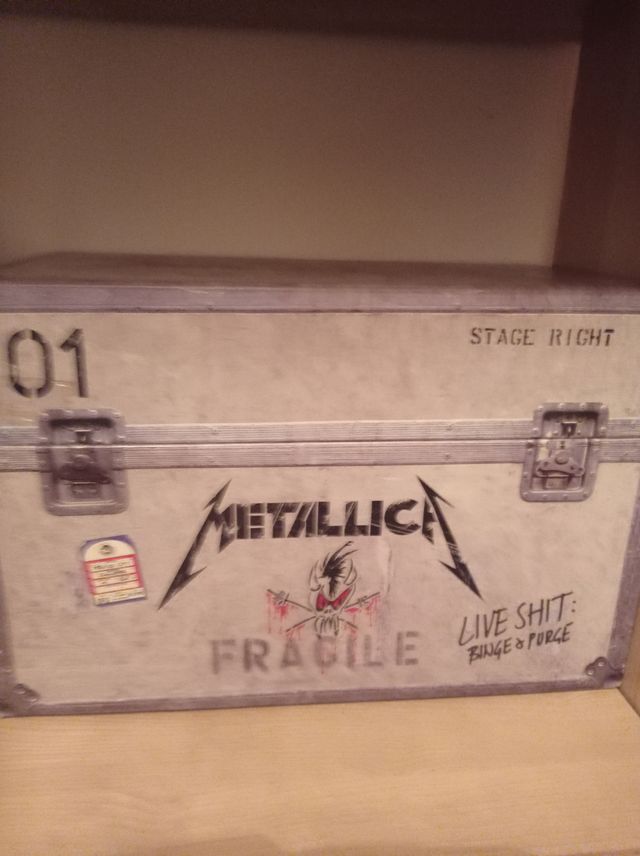 01
STAGE RIGHT
METALLICA
FRAGILE
LIVE SHIT:
BINGE & PURGE